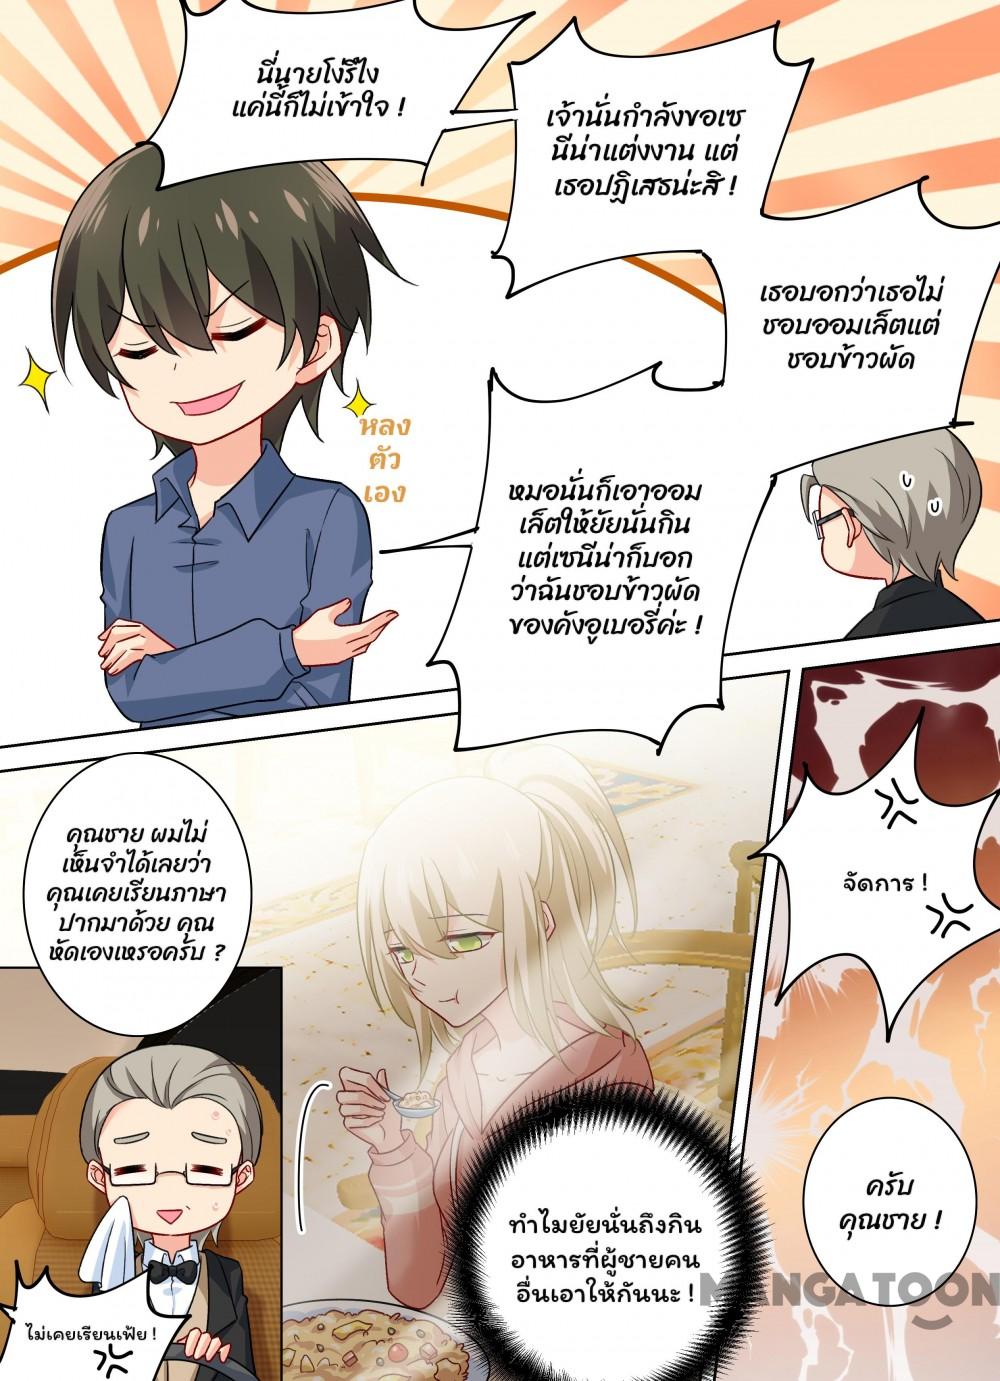 นี่นายโง่รึไง
แค่นี้ก็ไม่เข้าใจ !
เจ้านั่นกำลังขอเซ
นีน่าแต่งงาน แต่
เธอปฏิเสธน่ะสิ !
เธอบอกว่าเธอไม่
ชอบออมเล็ตแต่
ชอบข้าวผัด
หลง
ตัว
เอง
หมอนั่นก็เอาออม
เล็ตให้ยัยนั่นกิน
แต่เซนีน่าก็บอก
ว่าฉันชอบข้าวผัด
ของคังอูเบอรี่ค่ะ !
คุณชาย ผมไม่
เห็นจำได้เลยว่า
คุณเคยเรียนภาษา
ปากมาด้วย คุณ
หัดเองเหรอครับ ?
จัดการ !
ครับ
คุณชาย !
ทำไมยัยนั่นถึงกิน
อาหารที่ผู้ชายคน
อื่นเอาให้กันนะ !
ไม่เคยเรียนเฟ้ย !
MANGATOON